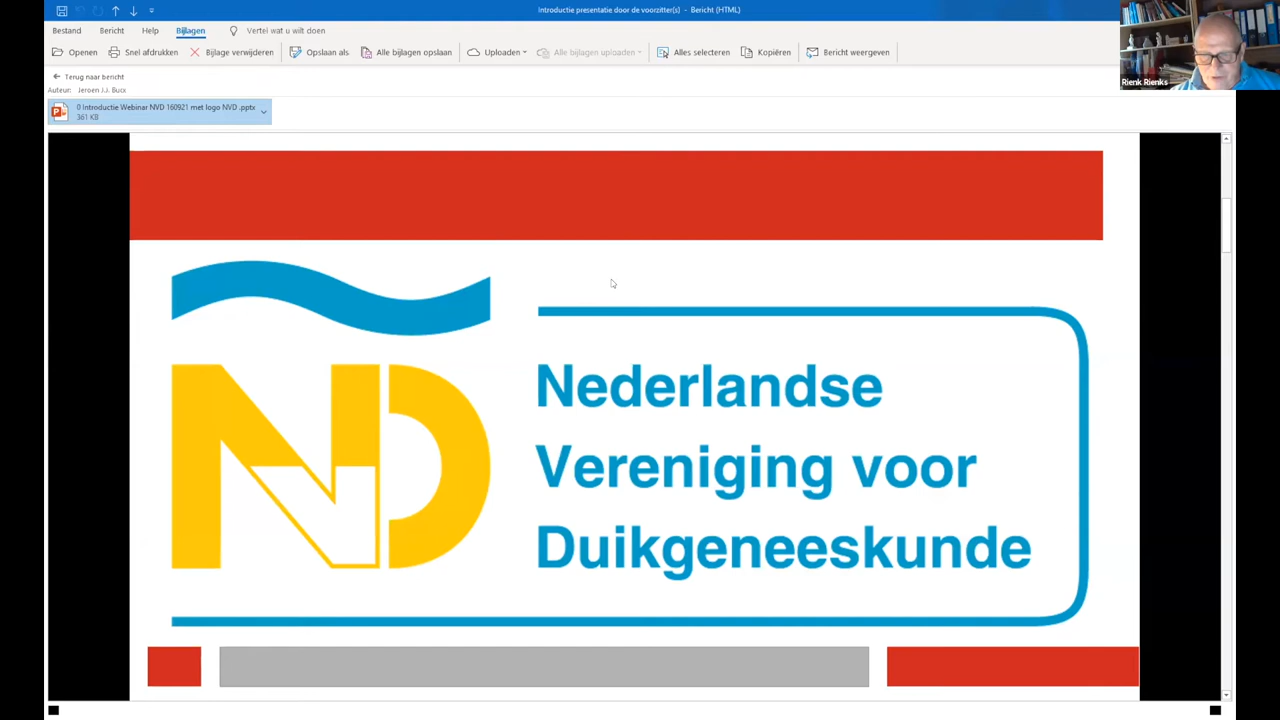 Introductie presentatie door de voorzitter(s) - Bericht (HTML)
Bestand Bericht Help Bijlagen Vertel wat u wilt doen
Openen Snel afdrukken Bijlage verwijderen Opslaan als Alle bijlagen opslaan Uploaden Alle bijlagen uploaden Alles selecteren Kopiëren Bericht weergeven
Rienk Rienks
Terug naar bericht
Auteur: Jeroen J.J. Bucx
0 Introductie Webinar NVD 160921 met logo NVD .pptx
361 KB
NVD
Nederlandse
Vereniging voor
Duikgeneeskunde